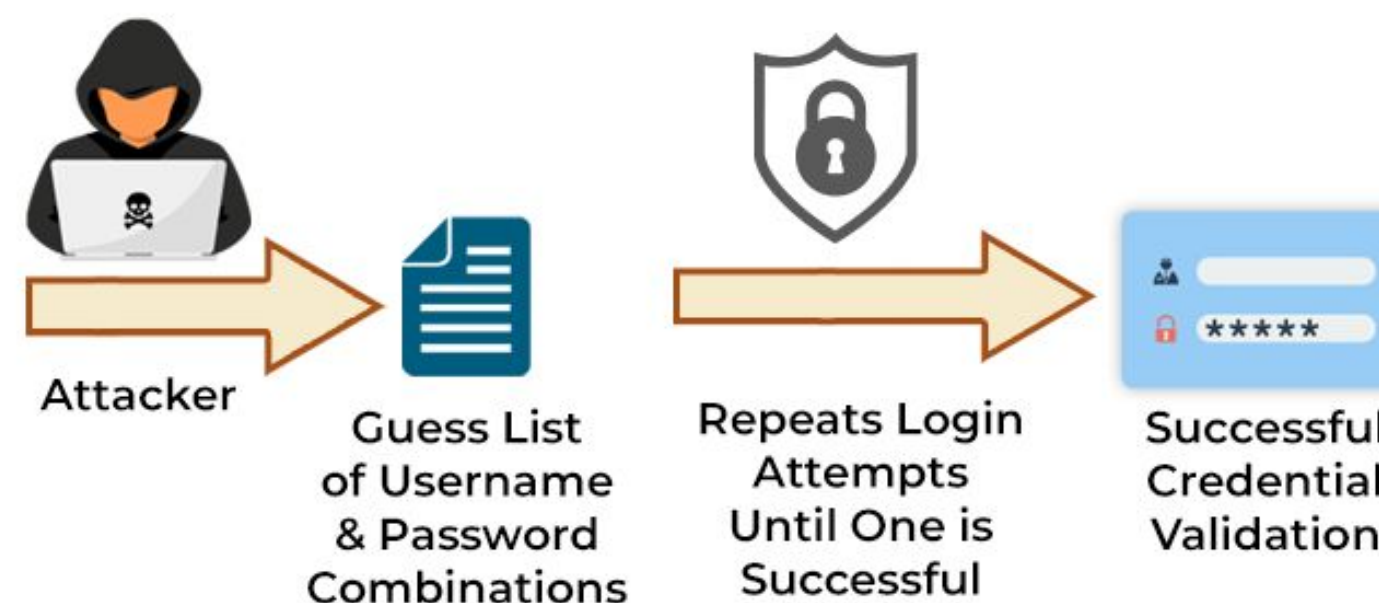 Attacker
Guess List
of Username
& Password
Combinations
Repeats Login
Attempts
Until One is
Successful
*****
Successful
Credential
Validation